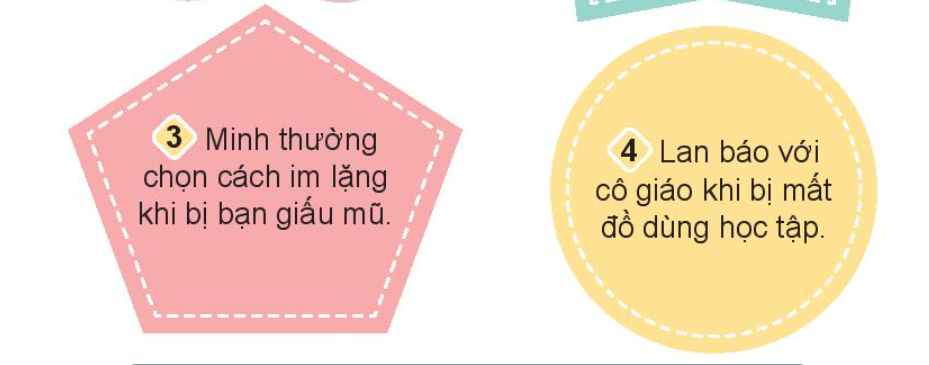 3 Minh thường
chọn cách im lặng
khi bị bạn giấu mũ.
4 Lan báo với
cô giáo khi bị mất
đồ dùng học tập.